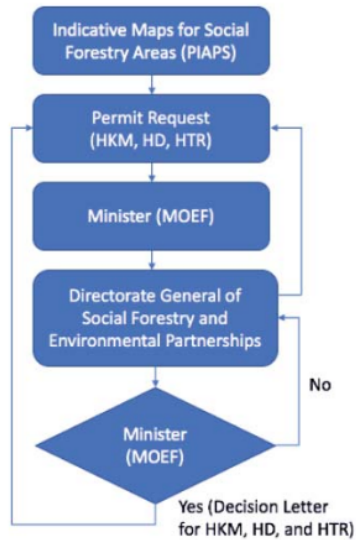 Indicative Maps for Social
Forestry Areas (PIAPS)
Permit Request
(HKM, HD, HTR)
Minister (MOEF)
Directorate General of
Social Forestry and
Environmental Partnerships
No
Minister
(MOEF)
Yes (Decision Letter
for HKM, HD, and HTR)